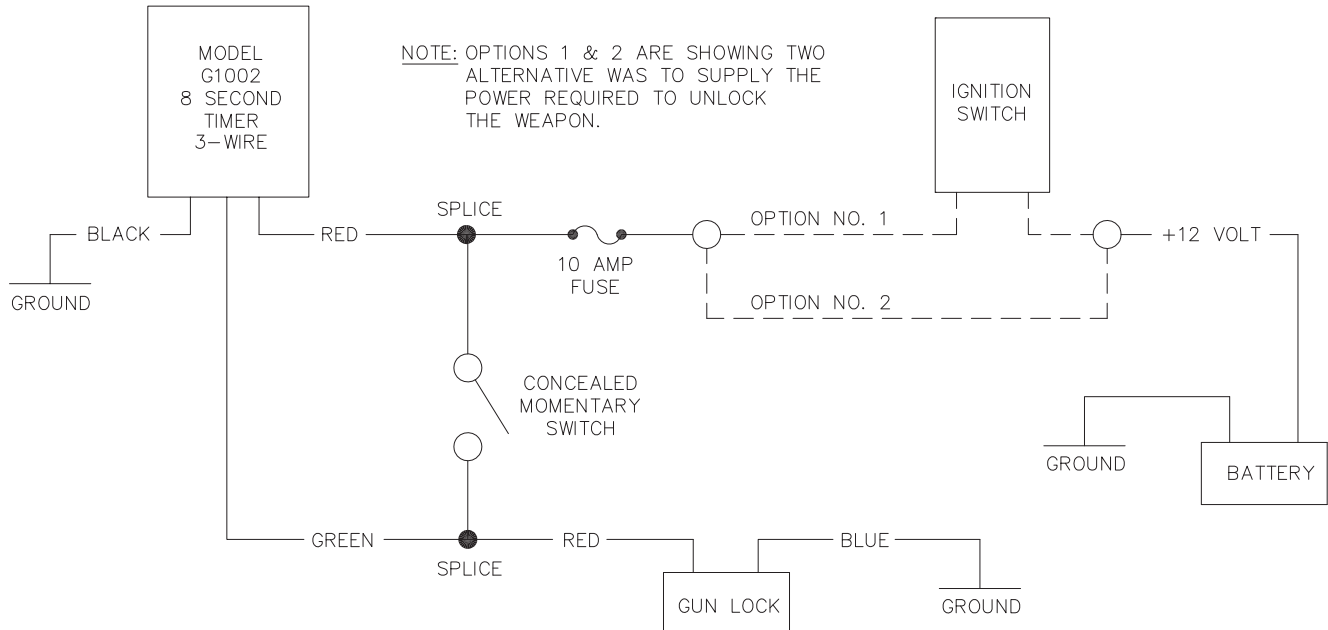 MODEL
G1002
8 SECOND
TIMER
3-WIRE
NOTE: OPTIONS 1 & 2 ARE SHOWING TWO
ALTERNATIVE WAS TO SUPPLY THE
POWER REQUIRED TO UNLOCK
THE WEAPON.
IGNITION
SWITCH
BLACK
RED
SPLICE
10 AMP
FUSE
OPTION NO. 1
+12 VOLT
GROUND
OPTION NO. 2
CONCEALED
MOMENTARY
SWITCH
GROUND
BATTERY
GREEN
SPLICE
RED
BLUE
GUN LOCK
GROUND